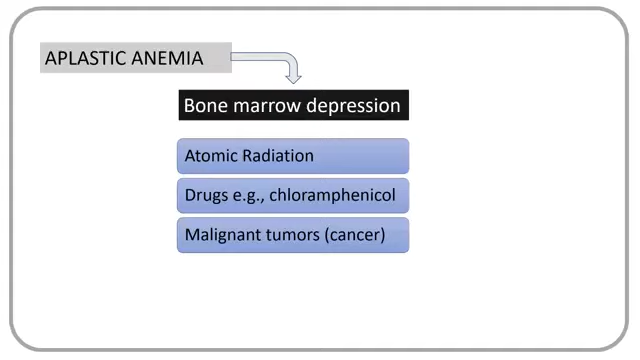 APLASTIC ANEMIA
Bone marrow depression
Atomic Radiation
Drugs e.g., chloramphenicol
Malignant tumors (cancer)